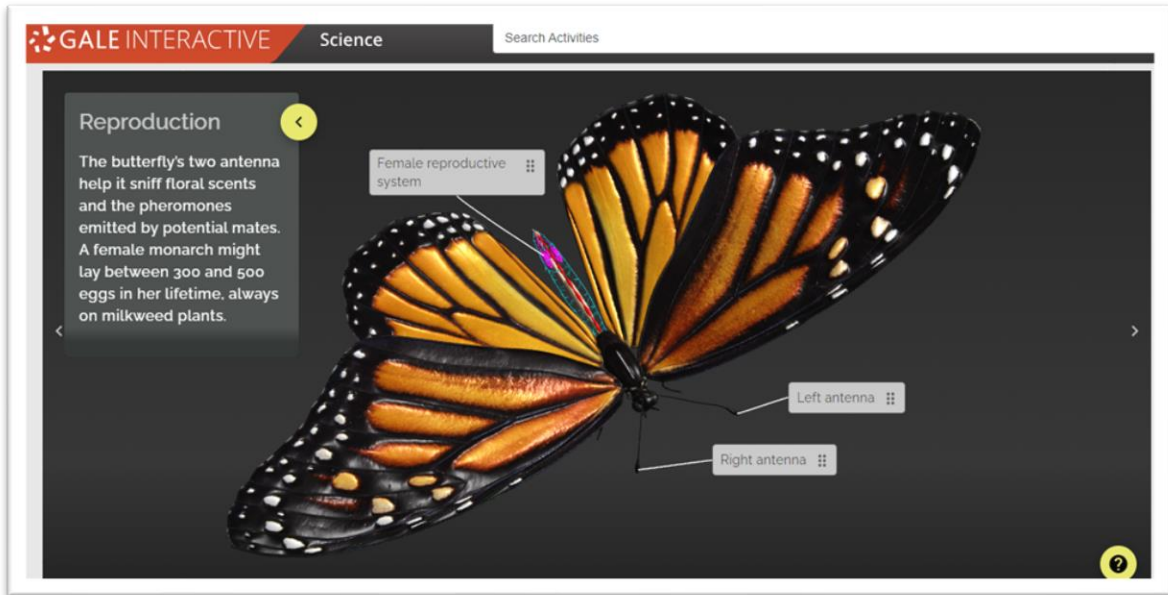 GALE INTERACTIVE
Science
Search Activities
Reproduction
The butterfly's two antenna
help it sniff floral scents
and the pheromones
emitted by potential mates.
A female monarch might
lay between 300 and 500
eggs in her lifetime, always
on milkweed plants.
Female reproductive
system
Left antenna
Right antenna
?